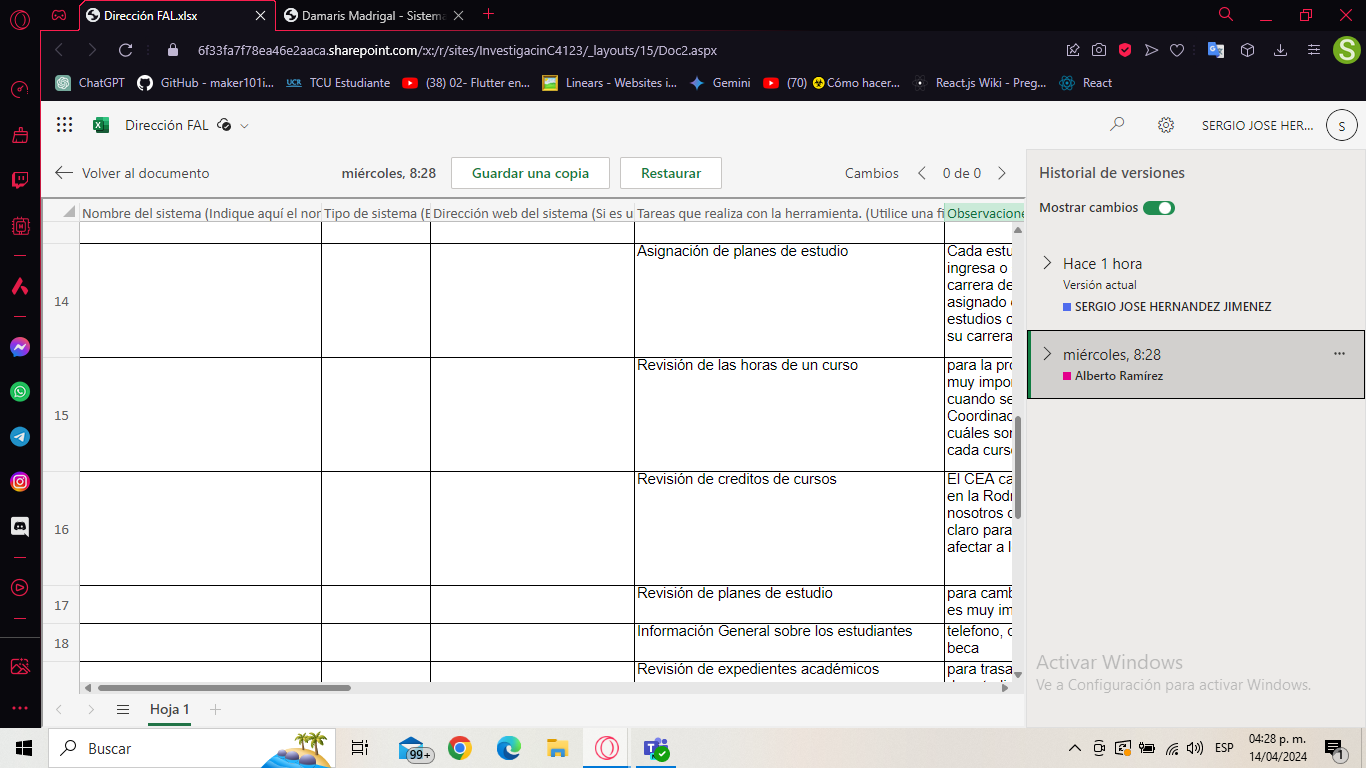 Dirección FAL.xlsx
Damaris Madrigal - Sistema
6f33fa7f78ea46e2aaca.sharepoint.com/:x:/r/sites/InvestigacinC4123/_layouts/15/Doc2.aspx
S
ChatGPT
GitHub - maker101i...
UCR TCU Estudiante
(38) 02- Flutter en...
Linears - Websites i...
Gemini
(70) ☢Cómo hacer...
React.js Wiki - Preg...
React
Dirección FAL
SERGIO JOSE HER...
S
Volver al documento
miércoles, 8:28
Guardar una copia
Restaurar
Cambios
0 de 0
Historial de versiones
Mostrar cambios
Hace 1 hora
Versión actual
SERGIO JOSE HERNANDEZ JIMENEZ
miércoles, 8:28
Alberto Ramírez
Nombre del sistema (Indique aquí el nor
Tipo de sistema (E
Dirección web del sistema (Si es u
Tareas que realiza con la herramienta. (Utilice una fi
Observacione
14
Asignación de planes de estudio
Cada estu
ingresa o
carrera de
asignado
estudios c
su carrera
15
Revisión de las horas de un curso
para la pro
muy impor
cuando se
Coordinac
cuáles sor
cada curs
16
Revisión de creditos de cursos
El CEA ca
en la Rodr
nosotros c
claro para
afectar a l
17
Revisión de planes de estudio
para camb
es muy im
18
Información General sobre los estudiantes
telefono, c
beca
Revisión de expedientes académicos
para trasa
Activar Windows
Ve a Configuración para activar Windows.
Hoja 1
Buscar
99+
ESP
04:28 p. m.
14/04/2024
1